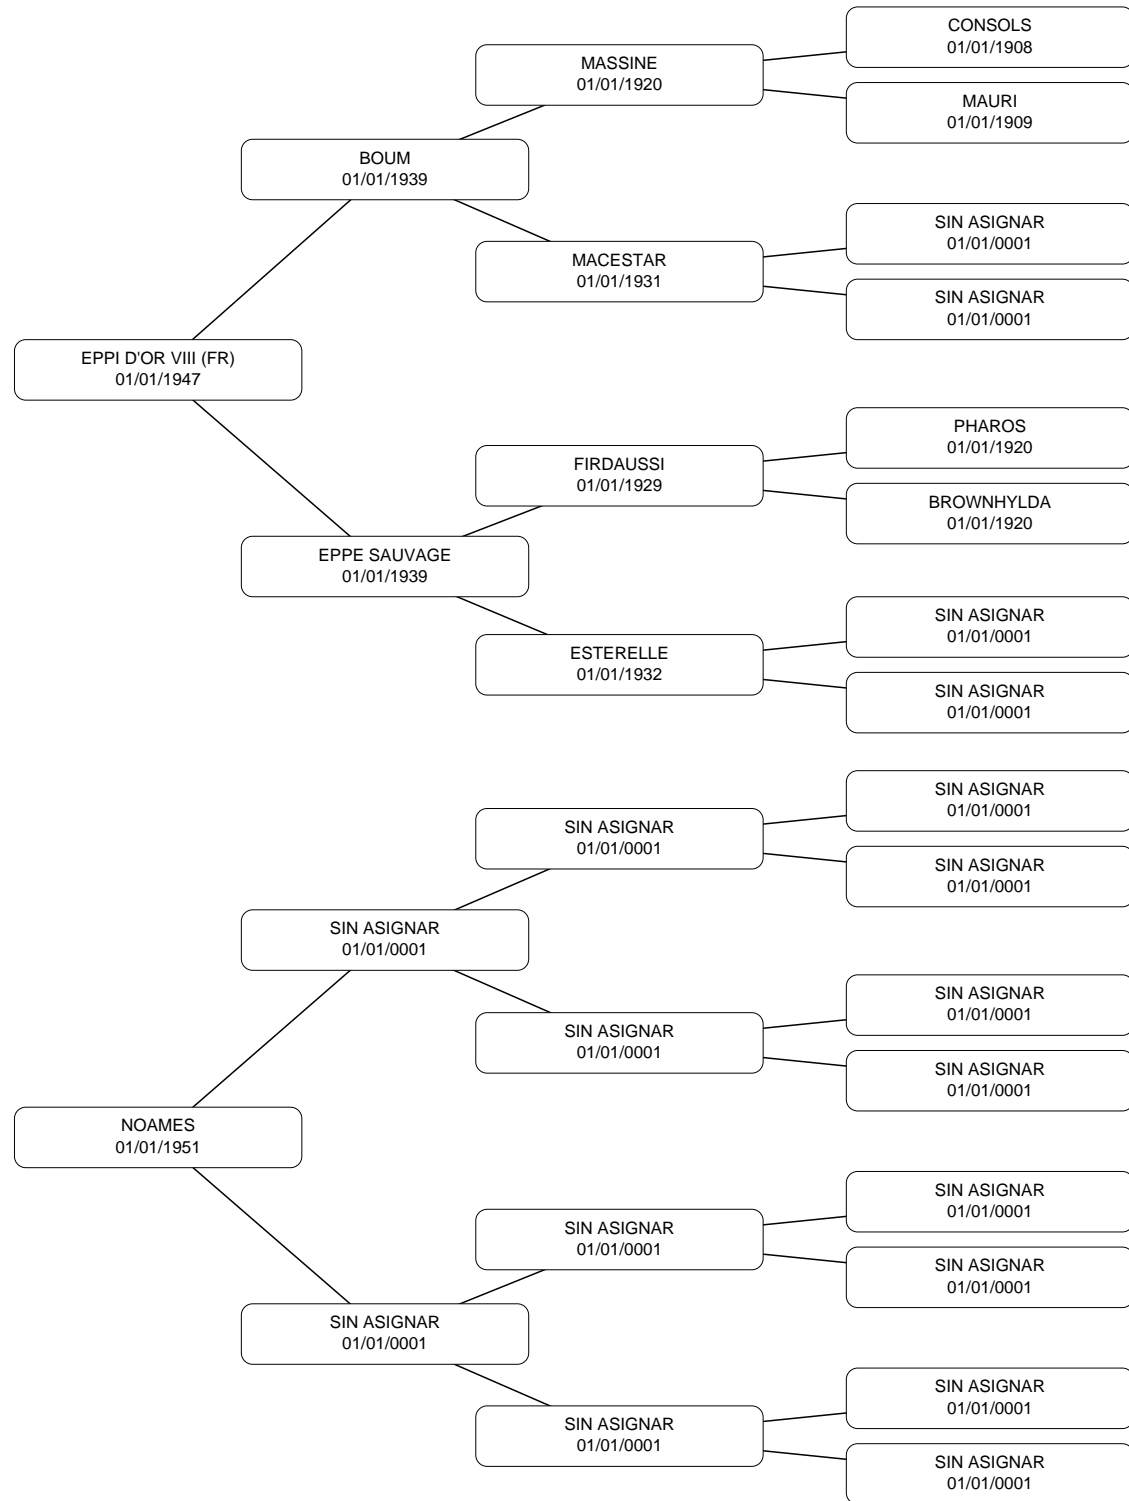 CONSOLS
01/01/1908
MASSINE
01/01/1920
MAURI
01/01/1909
BOUM
01/01/1939
SIN ASIGNAR
01/01/0001
MACESTAR
01/01/1931
SIN ASIGNAR
01/01/0001
EPPI D'OR VIII (FR)
01/01/1947
PHAROS
01/01/1920
FIRDAUSSI
01/01/1929
BROWNHYLDA
01/01/1920
EPPE SAUVAGE
01/01/1939
SIN ASIGNAR
01/01/0001
ESTERELLE
01/01/1932
SIN ASIGNAR
01/01/0001
SIN ASIGNAR
01/01/0001
SIN ASIGNAR
01/01/0001
SIN ASIGNAR
01/01/0001
SIN ASIGNAR
01/01/0001
SIN ASIGNAR
01/01/0001
SIN ASIGNAR
01/01/0001
SIN ASIGNAR
01/01/0001
NOAMES
01/01/1951
SIN ASIGNAR
01/01/0001
SIN ASIGNAR
01/01/0001
SIN ASIGNAR
01/01/0001
SIN ASIGNAR
01/01/0001
SIN ASIGNAR
01/01/0001
SIN ASIGNAR
01/01/0001
SIN ASIGNAR
01/01/0001